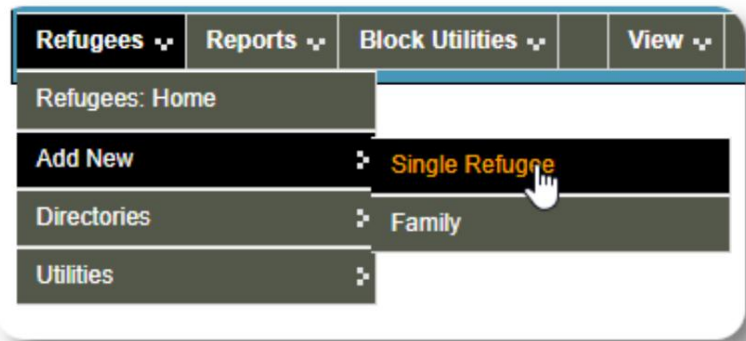 Refugees Reports Block Utilities View
Refugees: Home
Add New
Single Refugee
Directories
Family
Utilities